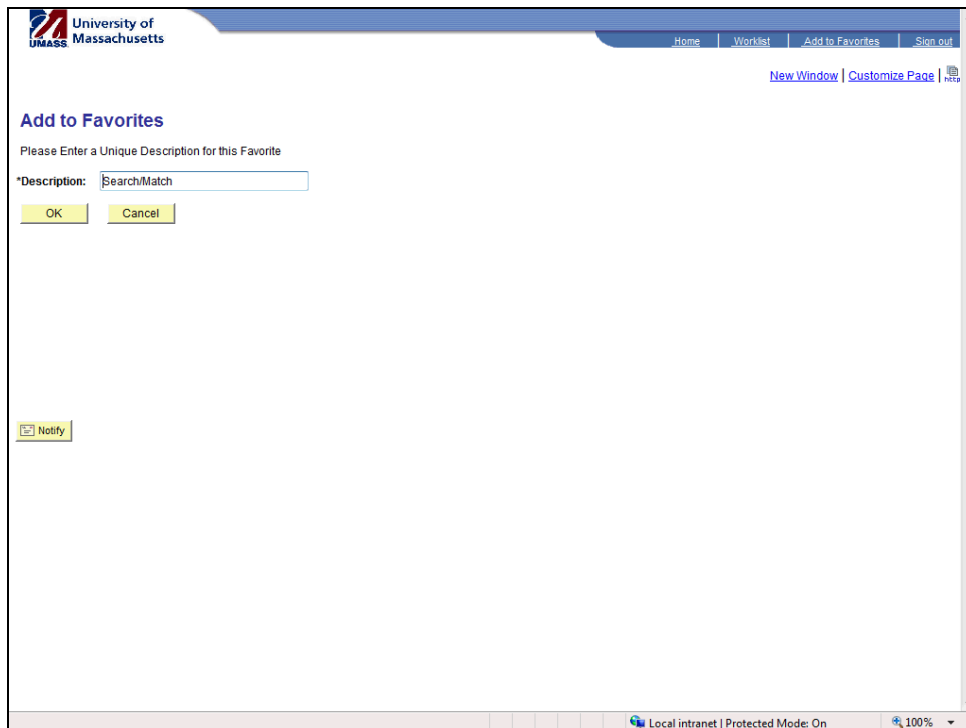 University of
UMASS Massachusetts
Home Worklist Add to Favorites Sign out
New Window | Customize Page | http
Add to Favorites
Please Enter a Unique Description for this Favorite
*Description: Search/Match
OK Cancel
Notify
Local intranet | Protected Mode: On 100%